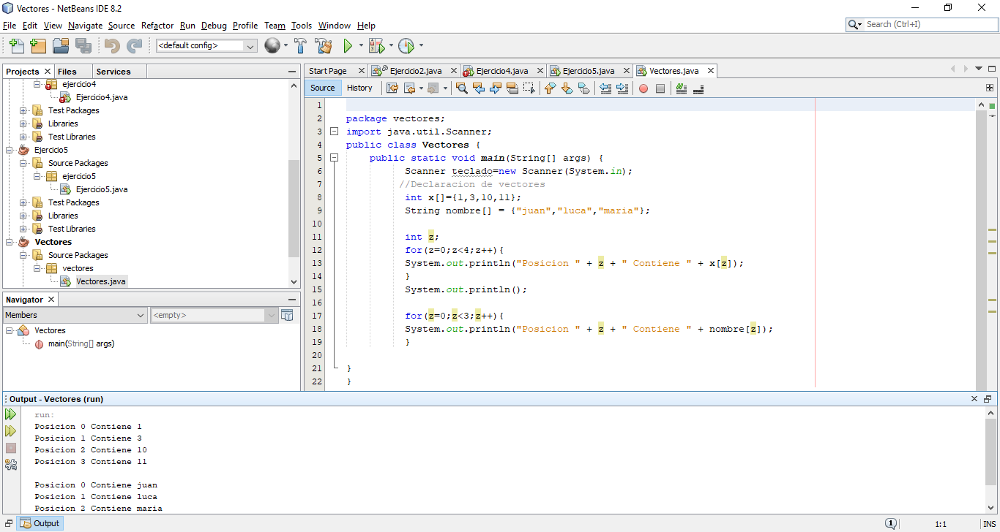 Vectores - NetBeans IDE 8.2
File Edit View Navigate Source Refactor Run Debug Profile Team Tools Window Help
Search (Ctrl+I)
<default config>
Projects Files Services
ejercicio4
Ejercicio4.java
Test Packages
Libraries
Test Libraries
Ejercicio5
Source Packages
ejercicio5
Ejercicio5.java
Test Packages
Libraries
Test Libraries
Vectores
Source Packages
vectores
Vectores.java
Navigator
Members <empty>
Vectores
main(String[] args)
Start Page Ejercicio2.java Ejercicio4.java Ejercicio5.java Vectores.java
Source History
1
2 package vectores;
3 import java.util.Scanner;
4 public class Vectores {
5 public static void main(String[] args) {
6 Scanner teclado=new Scanner(System.in);
7 //Declaracion de vectores
8 int x[]={1,3,10,11};
9 String nombre[] = {"juan","luca","maria"};
10
11 int z;
12 for(z=0;z<4;z++){
13 System.out.println("Posicion " + z + " Contiene " + x[z]);
14 }
15 System.out.println();
16
17 for(z=0;z<3;z++){
18 System.out.println("Posicion " + z + " Contiene " + nombre[z]);
19 }
20
21 }
22 }
Output - Vectores (run)
run:
Posicion 0 Contiene 1
Posicion 1 Contiene 3
Posicion 2 Contiene 10
Posicion 3 Contiene 11
Posicion 0 Contiene juan
Posicion 1 Contiene luca
Posicion 2 Contiene maria
Output
1
1:1 INS